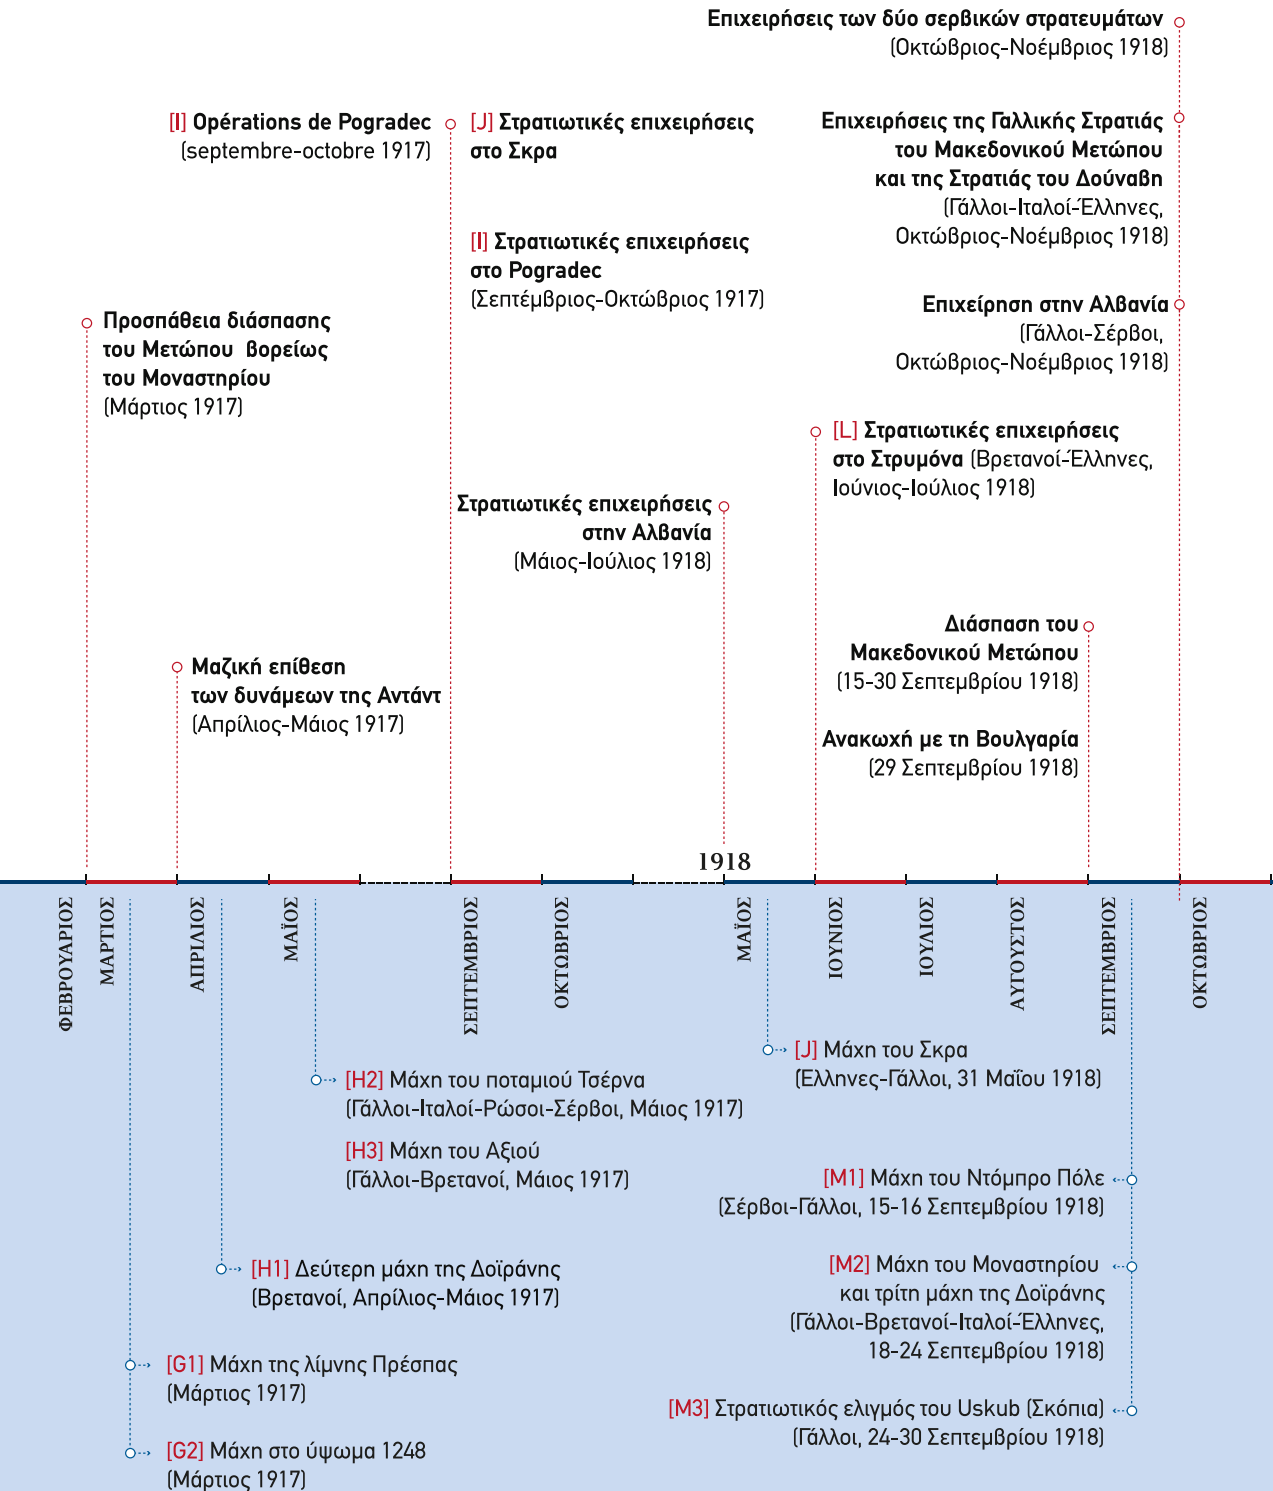 Επιχειρήσεις των δύο σερβικών στρατευμάτων
(Οκτώβριος-Νοέμβριος 1918)
[I] Opérations de Pogradec
(septembre-octobre 1917)
[J] Στρατιωτικές επιχειρήσεις
στο Σκρα
Επιχειρήσεις της Γαλλικής Στρατιάς
του Μακεδονικού Μετώπου
και της Στρατιάς του Δούναβη
(Γάλλοι-Ιταλοί-Έλληνες,
Οκτώβριος-Νοέμβριος 1918)
[I] Στρατιωτικές επιχειρήσεις
στο Pogradec
(Σεπτέμβριος-Οκτώβριος 1917)
Επιχείρηση στην Αλβανία
(Γάλλοι-Σέρβοι,
Οκτώβριος-Νοέμβριος 1918)
Προσπάθεια διάσπασης
του Μετώπου βορείως
του Μοναστηρίου
(Μάρτιος 1917)
[L] Στρατιωτικές επιχειρήσεις
στο Στρυμόνα (Βρετανοί-Έλληνες,
Ιούνιος-Ιούλιος 1918)
Στρατιωτικές επιχειρήσεις
στην Αλβανία
(Μάιος-Ιούλιος 1918)
Διάσπαση του
Μακεδονικού Μετώπου
(15-30 Σεπτεμβρίου 1918)
Μαζική επίθεση
των δυνάμεων της Αντάντ
(Απρίλιος-Μάιος 1917)
Ανακωχή με τη Βουλγαρία
(29 Σεπτεμβρίου 1918)
1918
ΦΕΒΡΟΥΑΡΙΟΣ
ΜΑΡΤΙΟΣ
ΑΠΡΙΛΙΟΣ
ΜΑΪΟΣ
ΣΕΠΤΕΜΒΡΙΟΣ
ΟΚΤΩΒΡΙΟΣ
ΜΑΪΟΣ
ΙΟΥΝΙΟΣ
ΙΟΥΛΙΟΣ
ΑΥΓΟΥΣΤΟΣ
ΣΕΠΤΕΜΒΡΙΟΣ
ΟΚΤΩΒΡΙΟΣ
[J] Μάχη του Σκρα
(Έλληνες-Γάλλοι, 31 Μαΐου 1918)
[H2] Μάχη του ποταμιού Τσέρνα
(Γάλλοι-Ιταλοί-Ρώσοι-Σέρβοι, Μάιος 1917)
[H3] Μάχη του Αξιού
(Γάλλοι-Βρετανοί, Μάιος 1917)
[M1] Μάχη του Ντόμπρο Πόλε
(Σέρβοι-Γάλλοι, 15-16 Σεπτεμβρίου 1918)
[H1] Δεύτερη μάχη της Δοϊράνης
(Βρετανοί, Απρίλιος-Μάιος 1917)
[M2] Μάχη του Μοναστηρίου
και τρίτη μάχη της Δοϊράνης
(Γάλλοι-Βρετανοί-Ιταλοί-Έλληνες,
18-24 Σεπτεμβρίου 1918)
[G1] Μάχη της λίμνης Πρέσπας
(Μάρτιος 1917)
[M3] Στρατιωτικός ελιγμός του Uskub (Σκόπια)
(Γάλλοι, 24-30 Σεπτεμβρίου 1918)
[G2] Μάχη στο ύψωμα 1248
(Μάρτιος 1917)